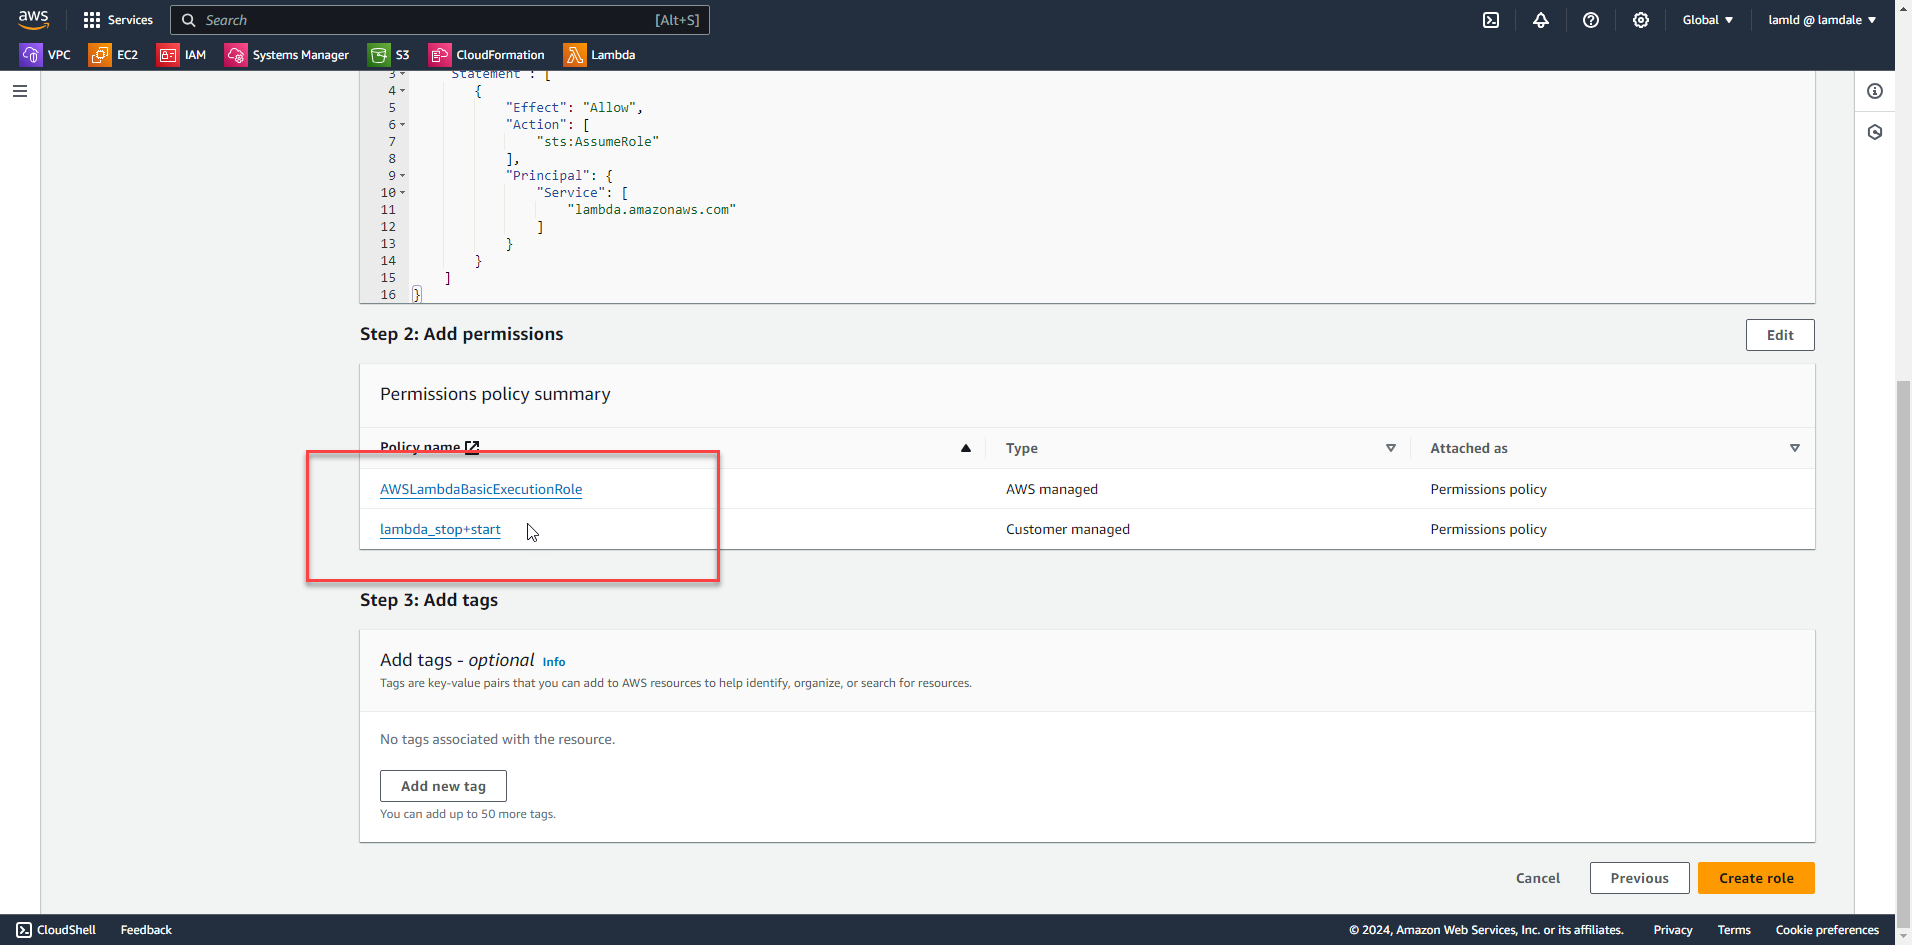 aws
Services
Search
[Alt+S]
Global
lamld @ lamdale
VPC
EC2
IAM
Systems Manager
S3
CloudFormation
Lambda
3 "Statement": [
4 {
5 "Effect": "Allow",
6 "Action": [
7 "sts:AssumeRole"
8 ],
9 "Principal": {
10 "Service": [
11 "lambda.amazonaws.com"
12 ]
13 }
14 }
15 ]
16 }
Step 2: Add permissions
Edit
Permissions policy summary
Policy name
Type
Attached as
AWSLambdaBasicExecutionRole
AWS managed
Permissions policy
lambda_stop+start
Customer managed
Permissions policy
Step 3: Add tags
Add tags - optional Info
Tags are key-value pairs that you can add to AWS resources to help identify, organize, or search for resources.
No tags associated with the resource.
Add new tag
You can add up to 50 more tags.
Cancel
Previous
Create role
CloudShell
Feedback
© 2024, Amazon Web Services, Inc. or its affiliates.
Privacy
Terms
Cookie preferences